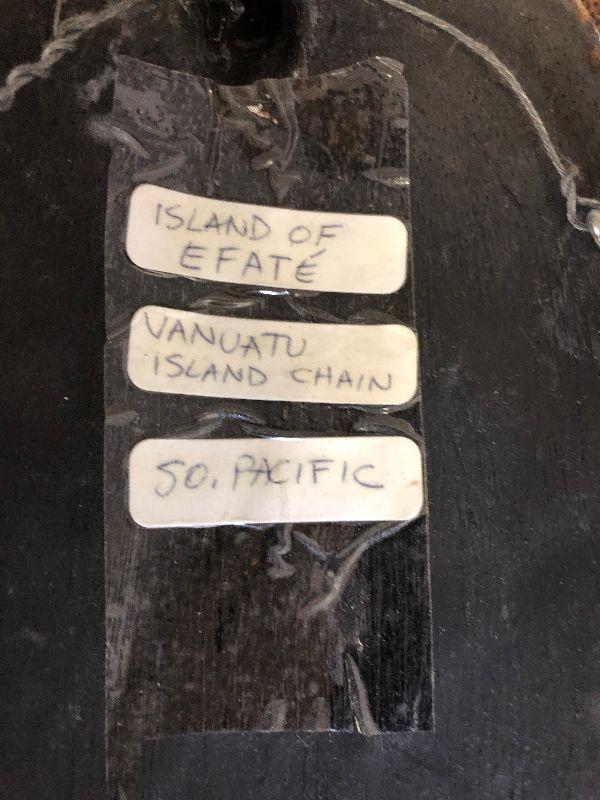 ISLAND OF
EFATÉ
VANUATU
ISLAND CHAIN
SO. PACIFIC